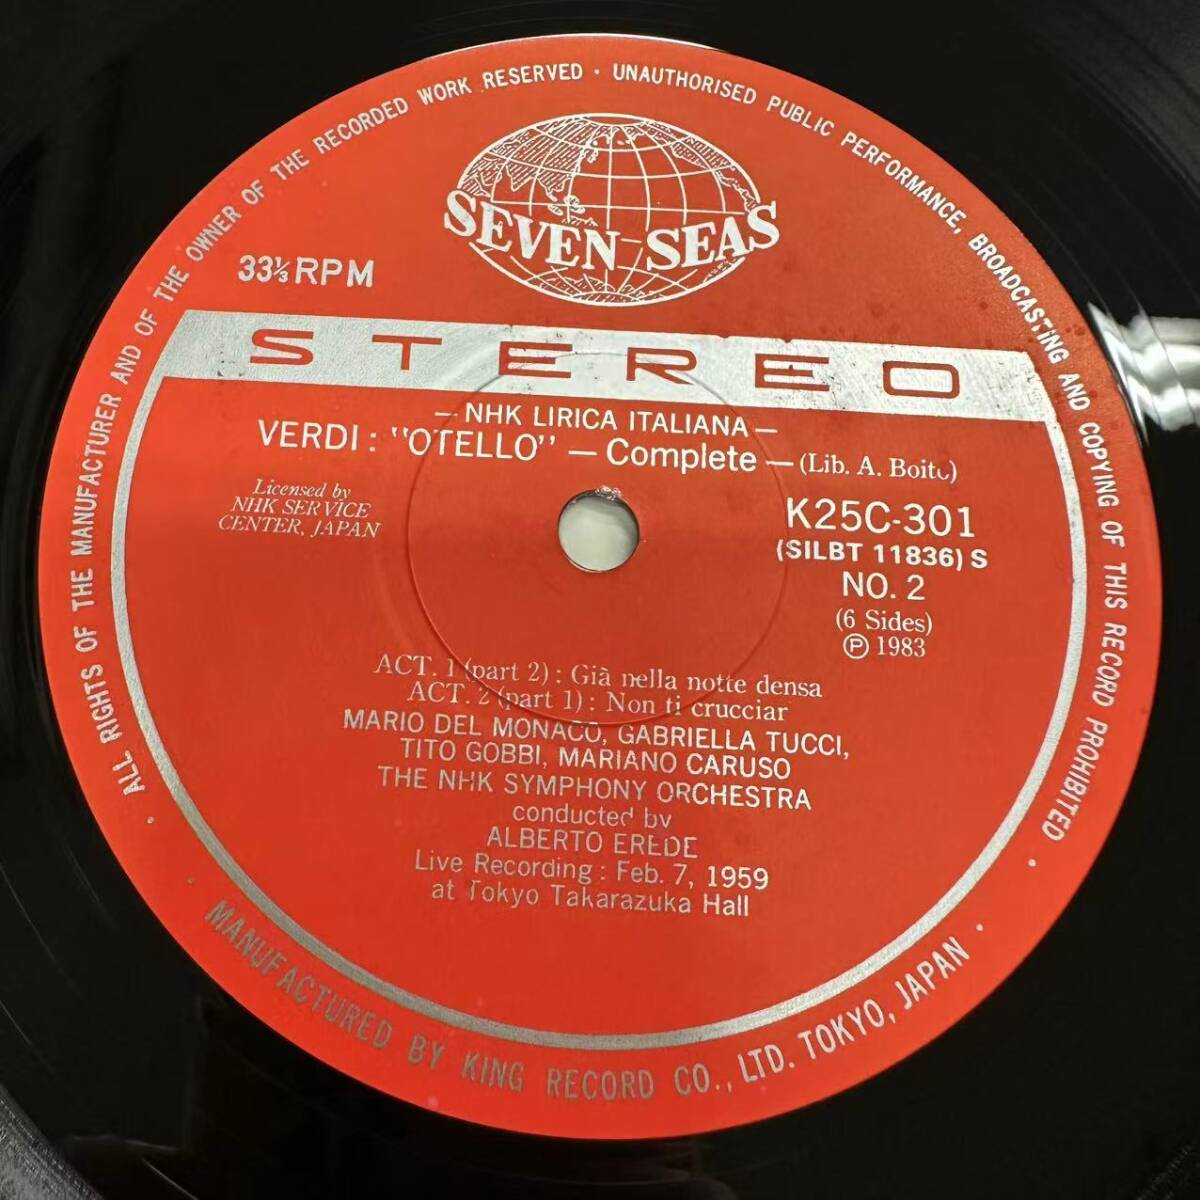 ALL RIGHTS OF THE MANUFACTURER AND OF THE OWNER OF THE RECORDED WORK RESERVED · UNAUTHORISED PUBLIC PERFORMANCE, BROADCASTING AND COPYING OF THIS RECORD PROHIBITED
SEVEN SEAS
33⅓ RPM
STEREO
— NHK LIRICA ITALIANA —
VERDI : "OTELLO" — Complete — (Lib. A. Boito)
Licensed by
NHK SERVICE
CENTER, JAPAN
K25C-301
(SILBT 11836) S
NO. 2
(6 Sides)
Ⓟ 1983
ACT. 1 (part 2) : Già nella notte densa
ACT. 2 (part 1) : Non ti crucciar
MARIO DEL MONACO, GABRIELLA TUCCI,
TITO GOBBI, MARIANO CARUSO
THE NHK SYMPHONY ORCHESTRA
conducted by
ALBERTO EREDE
Live Recording : Feb. 7, 1959
at Tokyo Takarazuka Hall
· MANUFACTURED BY KING RECORD CO., LTD. TOKYO, JAPAN ·